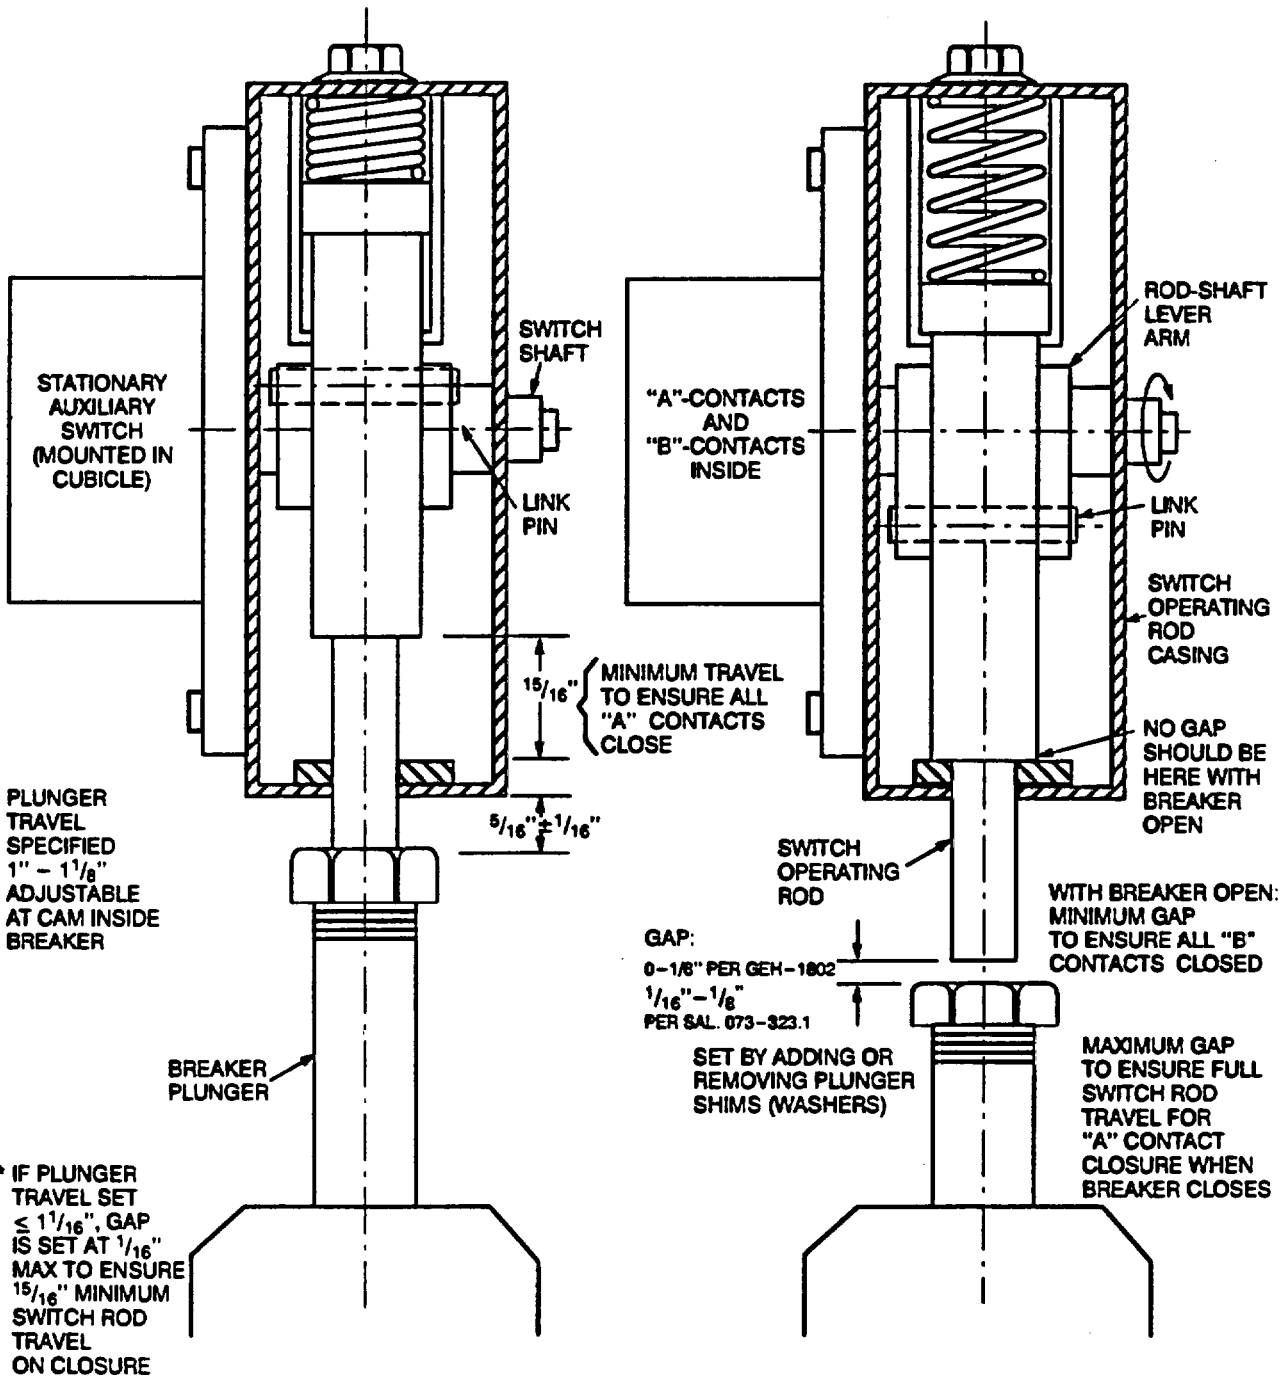 SWITCH
SHAFT
STATIONARY
AUXILIARY
SWITCH
(MOUNTED IN
CUBICLE)
LINK
PIN
15/16"
MINIMUM TRAVEL
TO ENSURE ALL
"A" CONTACTS
CLOSE
5/16" ± 1/16"
PLUNGER
TRAVEL
SPECIFIED
1" – 1 1/8"
ADJUSTABLE
AT CAM INSIDE
BREAKER
BREAKER
PLUNGER
* IF PLUNGER
TRAVEL SET
≤ 1 1/16", GAP
IS SET AT 1/16"
MAX TO ENSURE
15/16" MINIMUM
SWITCH ROD
TRAVEL
ON CLOSURE
ROD-SHAFT
LEVER
ARM
"A"-CONTACTS
AND
"B"-CONTACTS
INSIDE
LINK
PIN
SWITCH
OPERATING
ROD
CASING
NO GAP
SHOULD BE
HERE WITH
BREAKER
OPEN
SWITCH
OPERATING
ROD
WITH BREAKER OPEN:
MINIMUM GAP
TO ENSURE ALL "B"
CONTACTS CLOSED
GAP:
0–1/8" PER GEH–1802
1/16"–1/8"
PER SAL. 073–323.1
SET BY ADDING OR
REMOVING PLUNGER
SHIMS (WASHERS)
MAXIMUM GAP
TO ENSURE FULL
SWITCH ROD
TRAVEL FOR
"A" CONTACT
CLOSURE WHEN
BREAKER CLOSES